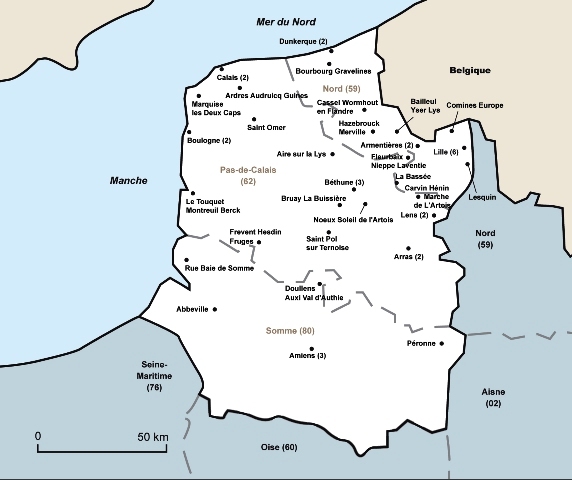 Mer du Nord
Dunkerque (2)
Bourbourg Gravelines
Belgique
Calais (2)
Nord (59)
Ardres Audruicq Guines
Marquise
les Deux Caps
Cassel Wormhout
en Flandre
Bailleul
Yser Lys
Comines Europe
Saint Omer
Hazebrouck
Merville
Boulogne (2)
Armentières (2)
Lille (6)
Aire sur la Lys
Fleurbaix
Nieppe Laventie
Pas-de-Calais
(62)
La Bassée
Manche
Béthune (3)
Carvin Hénin
Marche
de L'Artois
Lesquin
Bruay La Buissière
Le Touquet
Montreuil Berck
Noeux Soleil de l'Artois
Lens (2)
Frevent Hesdin
Fruges
Saint Pol
sur Ternoise
Nord
(59)
Arras (2)
Rue Baie de Somme
Doullens
Auxi Val d'Authie
Abbeville
Somme (80)
Péronne
Amiens (3)
Seine-
Maritime
(76)
Aisne
(02)
0
50 km
Oise (60)